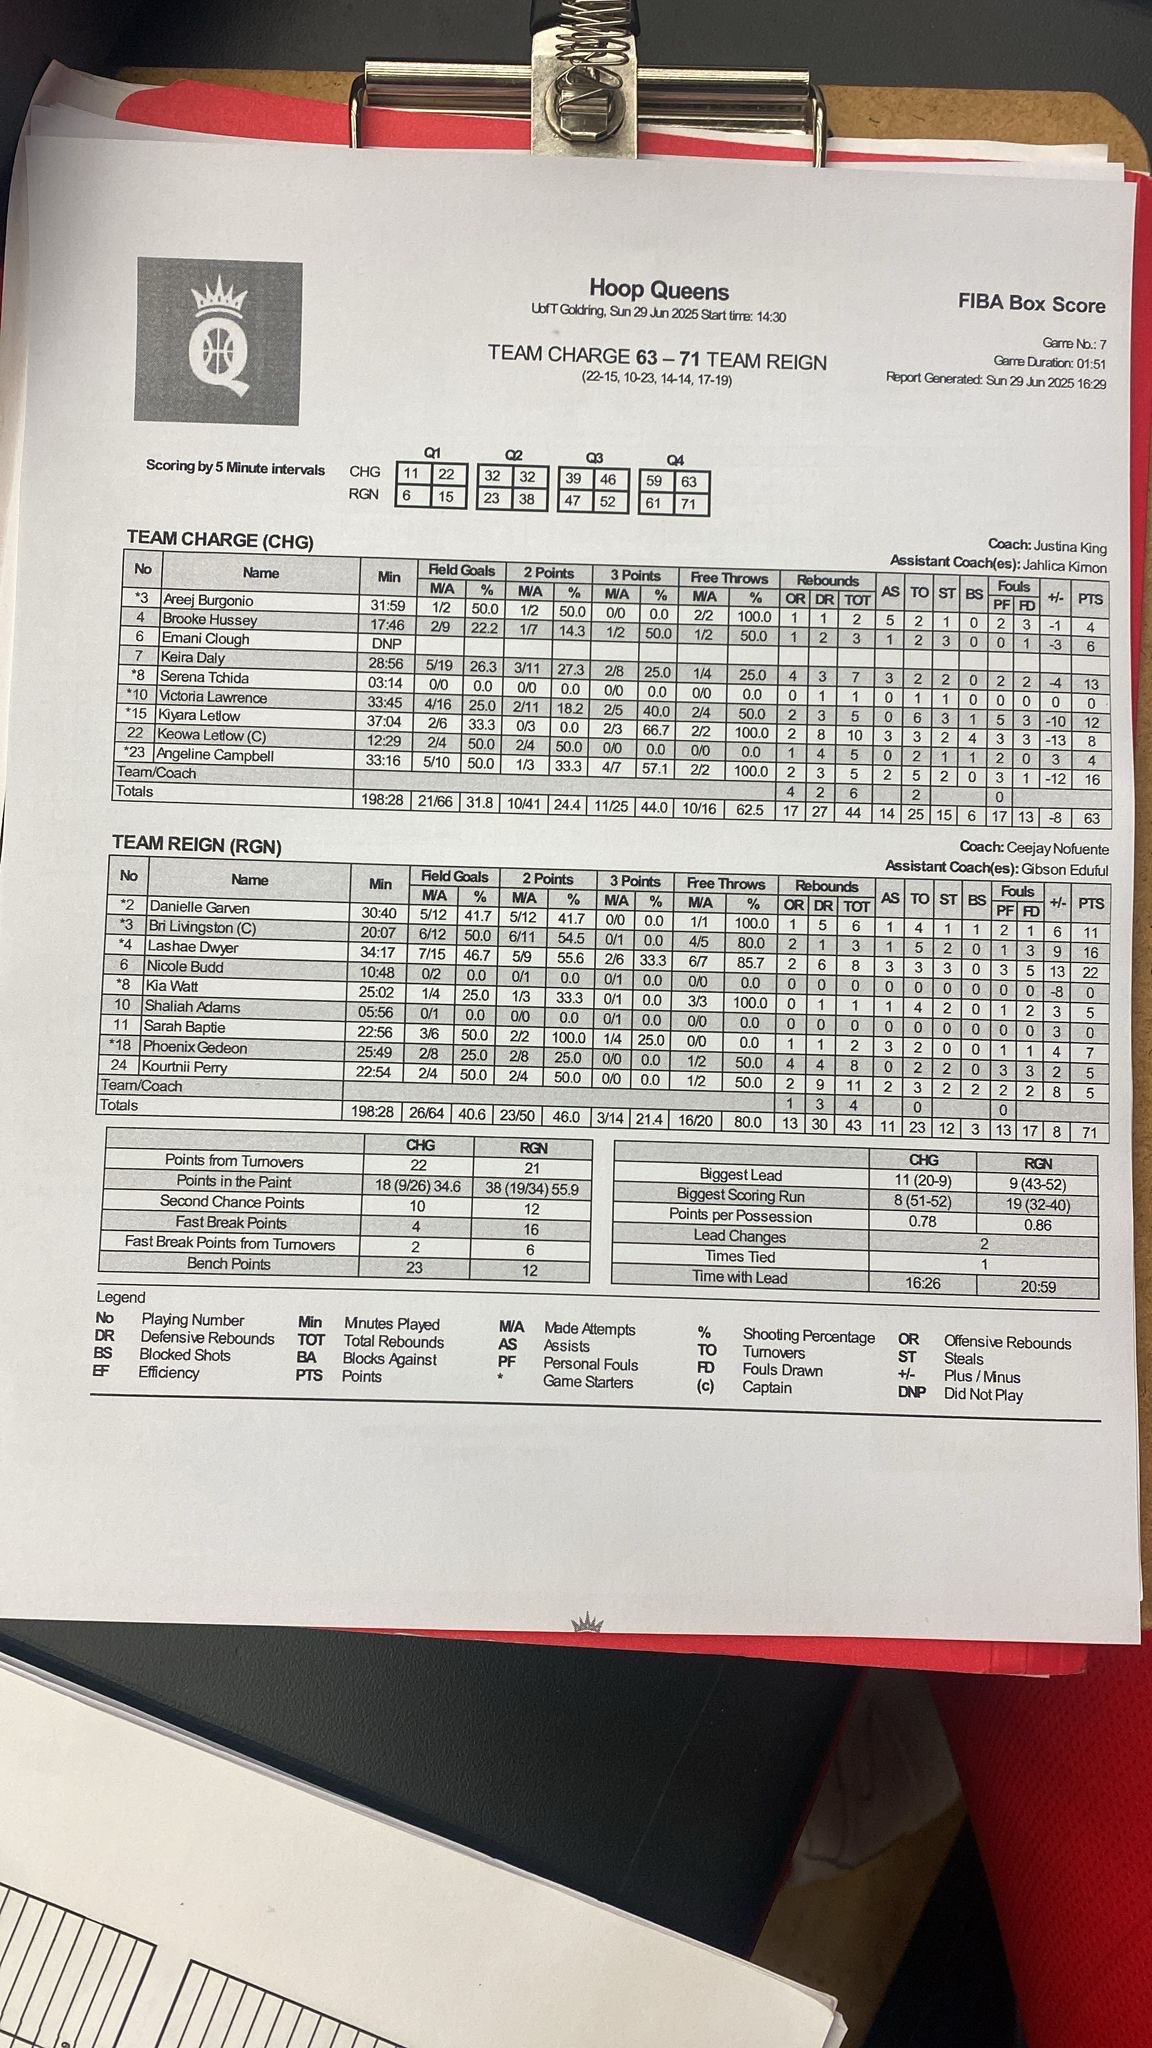 Hoop Queens
UofT Goldring, Sun 29 Jun 2025 Start time: 14:30
TEAM CHARGE 63 – 71 TEAM REIGN
(22-15, 10-23, 14-14, 17-19)
FIBA Box Score
Game No.: 7
Game Duration: 01:51
Report Generated: Sun 29 Jun 2025 16:29
Q
Scoring by 5 Minute intervals
Q1 Q2 Q3 Q4
CHG 11 22 32 32 39 46 59 63
RGN 6 15 23 38 47 52 61 71
TEAM CHARGE (CHG)
Coach: Justina King
Assistant Coach(es): Jahlica Kirnon
No Name Min Field Goals 2 Points 3 Points Free Throws Rebounds AS TO ST BS Fouls +/- PTS
M/A % M/A % M/A % M/A % OR DR TOT PF FD
*3 Areej Burgonio 31:59 1/2 50.0 1/2 50.0 0/0 0.0 2/2 100.0 1 1 2 5 2 1 0 2 3 -1 4
4 Brooke Hussey 17:46 2/9 22.2 1/7 14.3 1/2 50.0 1/2 50.0 1 2 3 1 2 3 0 0 1 -3 6
6 Emani Clough DNP
7 Keira Daly 28:56 5/19 26.3 3/11 27.3 2/8 25.0 1/4 25.0 4 3 7 3 2 2 0 2 2 -4 13
*8 Serena Tchida 03:14 0/0 0.0 0/0 0.0 0/0 0.0 0/0 0.0 0 1 1 0 1 0 0 0 0 0 0
*10 Victoria Lawrence 33:45 4/16 25.0 2/11 18.2 2/5 40.0 2/4 50.0 2 3 5 0 6 3 1 5 3 -10 12
*15 Kiyara Letlow 37:04 2/6 33.3 0/3 0.0 2/3 66.7 2/2 100.0 2 8 10 3 3 2 4 3 3 -13 8
22 Keowa Letlow (C) 12:29 2/4 50.0 2/4 50.0 0/0 0.0 0/0 0.0 1 4 5 0 2 1 1 2 0 3 4
*23 Angeline Campbell 33:16 5/10 50.0 1/3 33.3 4/7 57.1 2/2 100.0 2 3 5 2 5 2 0 3 1 -12 16
Team/Coach 4 2 6 2 0
Totals 198:28 21/66 31.8 10/41 24.4 11/25 44.0 10/16 62.5 17 27 44 14 25 15 6 17 13 -8 63
TEAM REIGN (RGN)
Coach: Ceejay Nofuente
Assistant Coach(es): Gibson Eduful
No Name Min Field Goals 2 Points 3 Points Free Throws Rebounds AS TO ST BS Fouls +/- PTS
M/A % M/A % M/A % M/A % OR DR TOT PF FD
*2 Danielle Garven 30:40 5/12 41.7 5/12 41.7 0/0 0.0 1/1 100.0 1 5 6 1 4 1 1 2 1 6 11
*3 Bri Livingston (C) 20:07 6/12 50.0 6/11 54.5 0/1 0.0 4/5 80.0 2 1 3 1 5 2 0 1 3 9 16
*4 Lashae Dwyer 34:17 7/15 46.7 5/9 55.6 2/6 33.3 6/7 85.7 2 6 8 3 3 3 0 3 5 13 22
6 Nicole Budd 10:48 0/2 0.0 0/1 0.0 0/1 0.0 0/0 0.0 0 0 0 0 0 0 0 0 0 -8 0
*8 Kia Watt 25:02 1/4 25.0 1/3 33.3 0/1 0.0 3/3 100.0 0 1 1 1 4 2 0 1 2 3 5
10 Shaliah Adams 05:56 0/1 0.0 0/0 0.0 0/1 0.0 0/0 0.0 0 0 0 0 0 0 0 0 0 3 0
11 Sarah Baptie 22:56 3/6 50.0 2/2 100.0 1/4 25.0 0/0 0.0 1 1 2 3 2 0 0 1 1 4 7
*18 Phoenix Gedeon 25:49 2/8 25.0 2/8 25.0 0/0 0.0 1/2 50.0 4 4 8 0 2 2 0 3 3 2 5
24 Kourtnii Perry 22:54 2/4 50.0 2/4 50.0 0/0 0.0 1/2 50.0 2 9 11 2 3 2 2 2 2 8 5
Team/Coach 1 3 4 0 0
Totals 198:28 26/64 40.6 23/50 46.0 3/14 21.4 16/20 80.0 13 30 43 11 23 12 3 13 17 8 71
CHG RGN
Points from Turnovers 22 21
Points in the Paint 18 (9/26) 34.6 38 (19/34) 55.9
Second Chance Points 10 12
Fast Break Points 4 16
Fast Break Points from Turnovers 2 6
Bench Points 23 12
CHG RGN
Biggest Lead 11 (20-9) 9 (43-52)
Biggest Scoring Run 8 (51-52) 19 (32-40)
Points per Possession 0.78 0.86
Lead Changes 2
Times Tied 1
Time with Lead 16:26 20:59
Legend
No Playing Number Min Minutes Played M/A Made Attempts % Shooting Percentage OR Offensive Rebounds
DR Defensive Rebounds TOT Total Rebounds AS Assists TO Turnovers ST Steals
BS Blocked Shots BA Blocks Against PF Personal Fouls FD Fouls Drawn +/- Plus / Minus
EF Efficiency PTS Points * Game Starters (c) Captain DNP Did Not Play